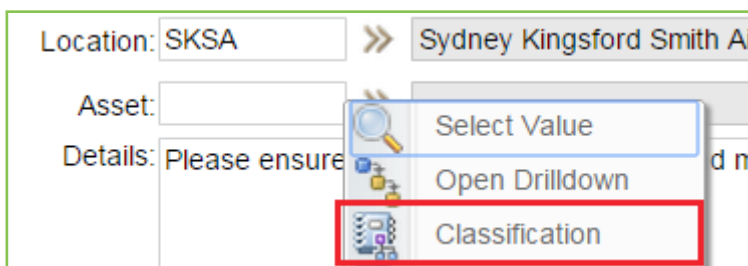 Location: SKSA Sydney Kingsford Smith
Asset:
Select Value
Details: Please ensure
Open Drilldown
Classification